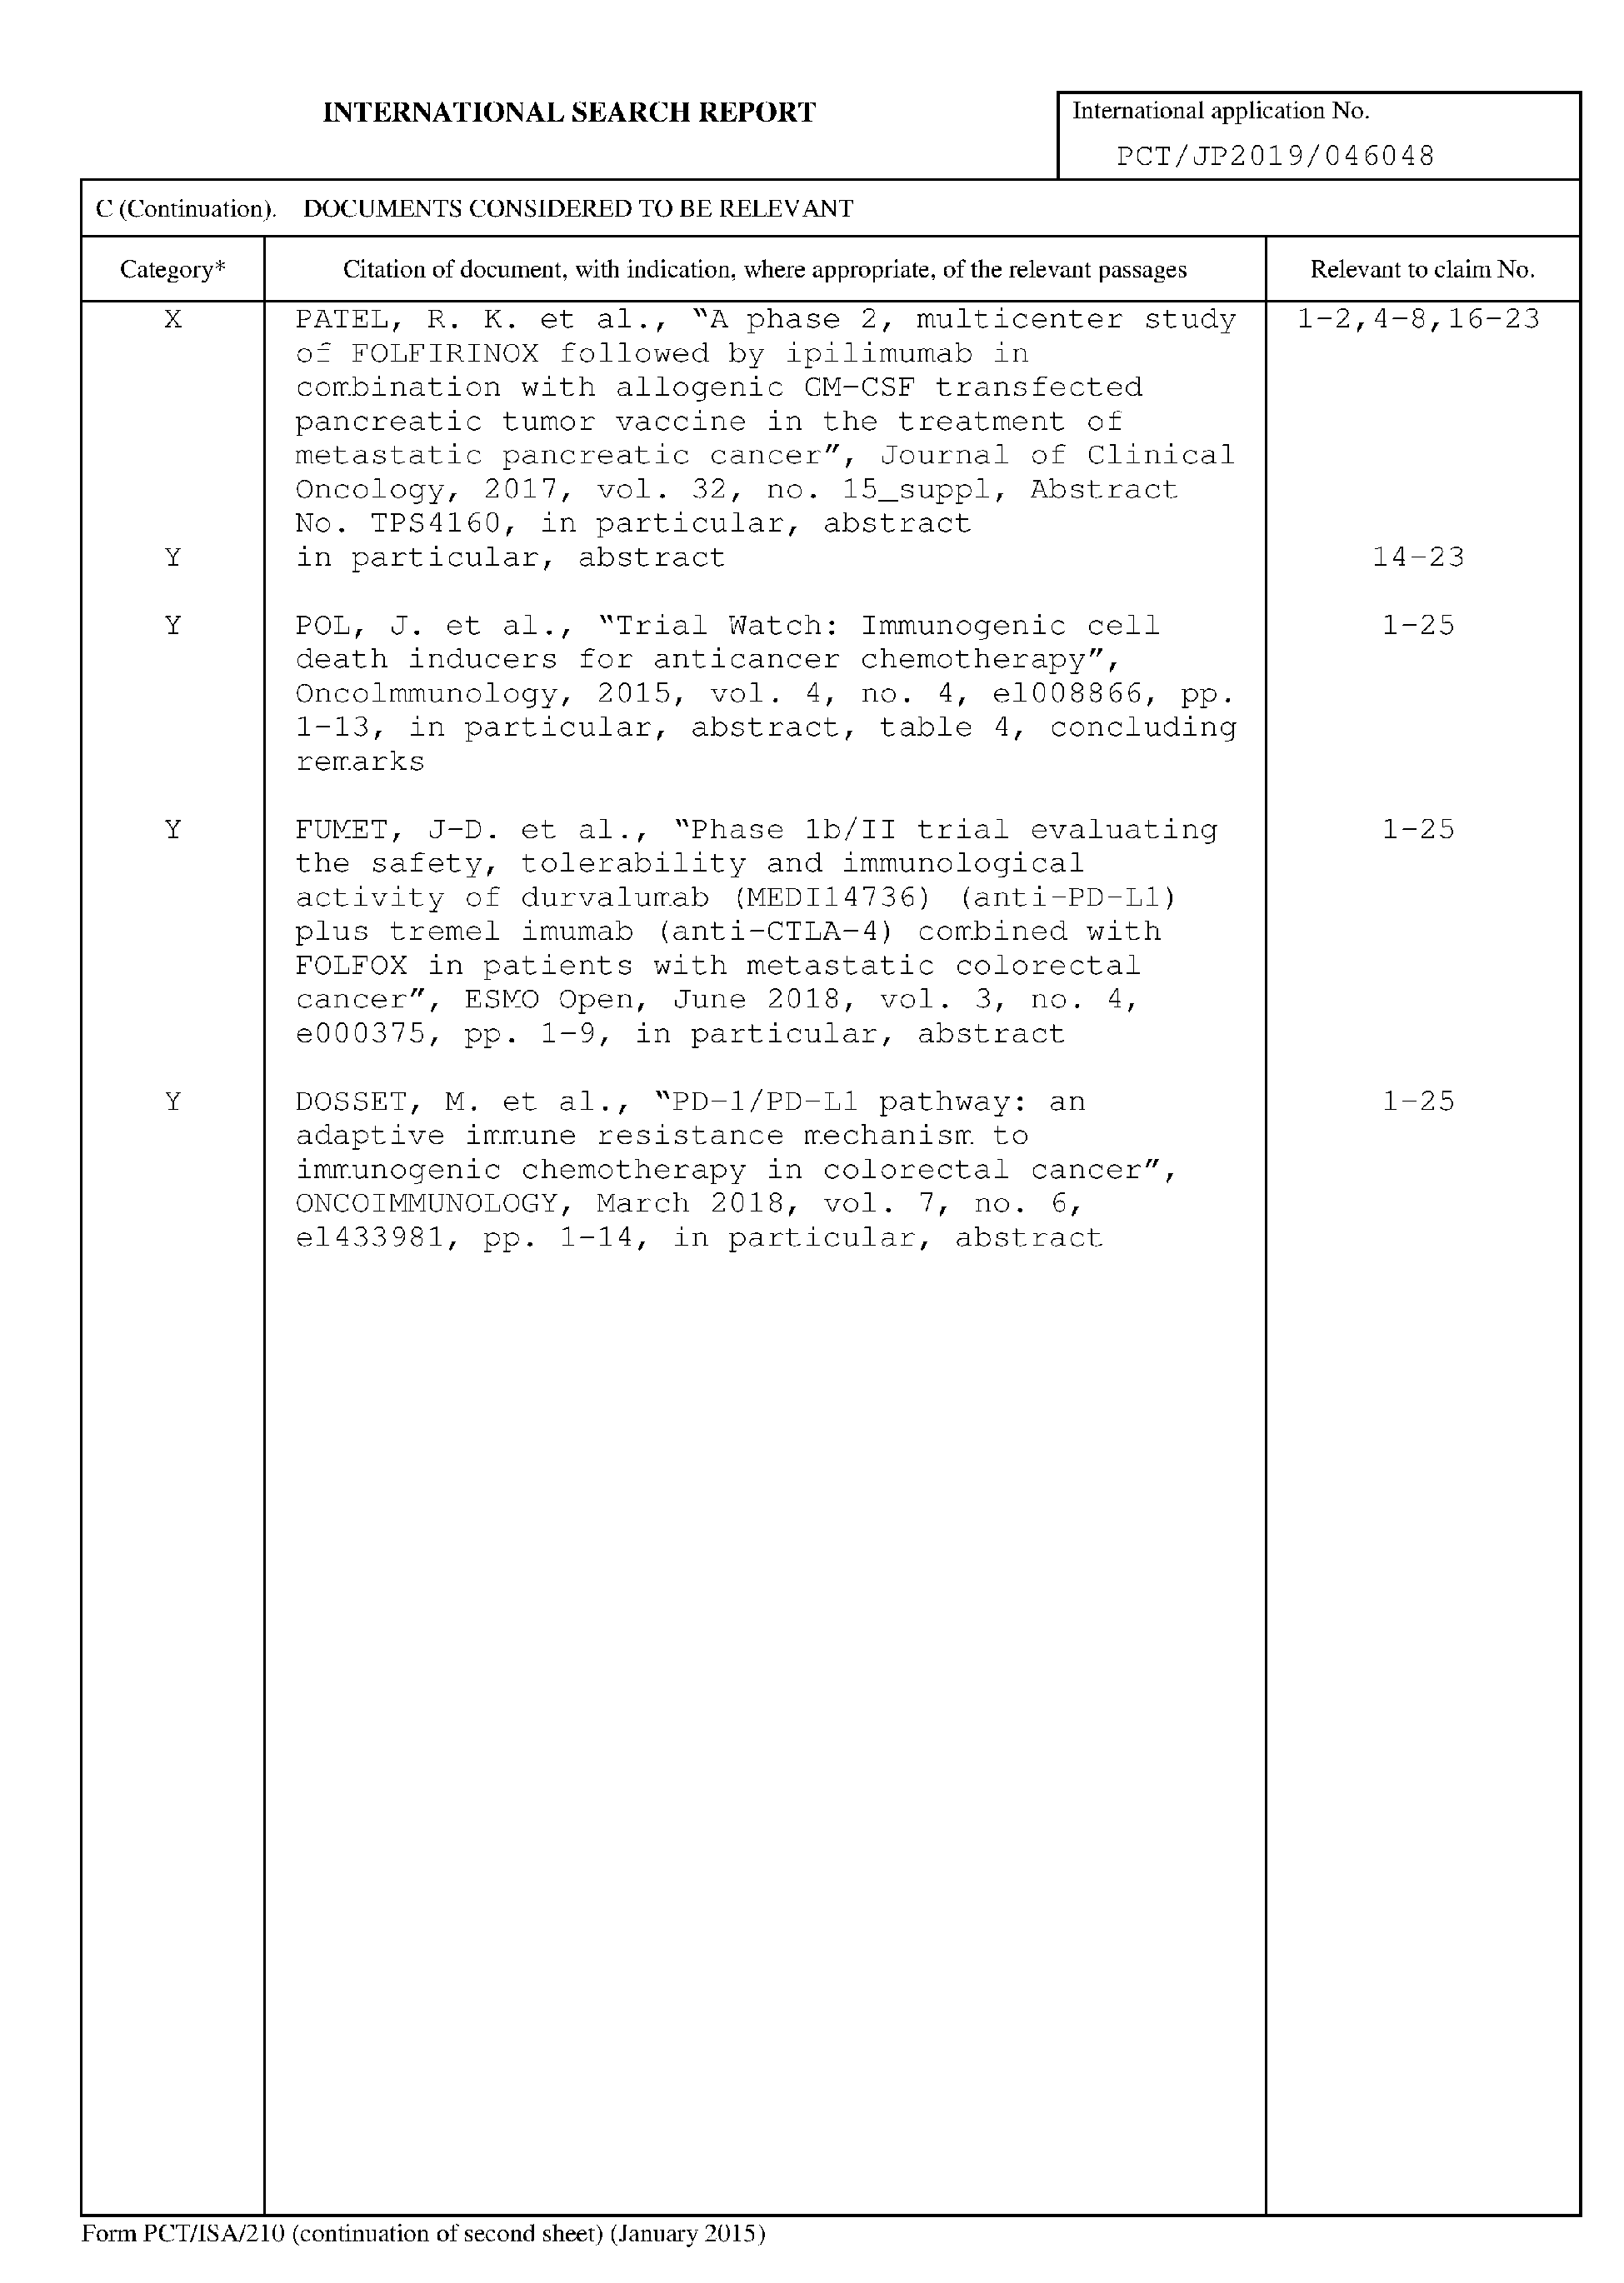 INTERNATIONAL SEARCH REPORT
International application No.
PCT/JP2019/046048
C (Continuation). DOCUMENTS CONSIDERED TO BE RELEVANT
Category* Citation of document, with indication, where appropriate, of the relevant passages Relevant to claim No.
X PATEL, R. K. et al., "A phase 2, multicenter study 1-2,4-8,16-23
of FOLFIRINOX followed by ipilimumab in
combination with allogenic GM-CSF transfected
pancreatic tumor vaccine in the treatment of
metastatic pancreatic cancer", Journal of Clinical
Oncology, 2017, vol. 32, no. 15_suppl, Abstract
No. TPS4160, in particular, abstract
Y in particular, abstract 14-23
Y POL, J. et al., "Trial Watch: Immunogenic cell 1-25
death inducers for anticancer chemotherapy",
Oncolmmunology, 2015, vol. 4, no. 4, e1008866, pp.
1-13, in particular, abstract, table 4, concluding
remarks
Y FUMET, J-D. et al., "Phase 1b/II trial evaluating 1-25
the safety, tolerability and immunological
activity of durvalumab (MEDI14736) (anti-PD-L1)
plus tremel imumab (anti-CTLA-4) combined with
FOLFOX in patients with metastatic colorectal
cancer", ESMO Open, June 2018, vol. 3, no. 4,
e000375, pp. 1-9, in particular, abstract
Y DOSSET, M. et al., "PD-1/PD-L1 pathway: an 1-25
adaptive immune resistance mechanism to
immunogenic chemotherapy in colorectal cancer",
ONCOIMMUNOLOGY, March 2018, vol. 7, no. 6,
e1433981, pp. 1-14, in particular, abstract
Form PCT/ISA/210 (continuation of second sheet) (January 2015)